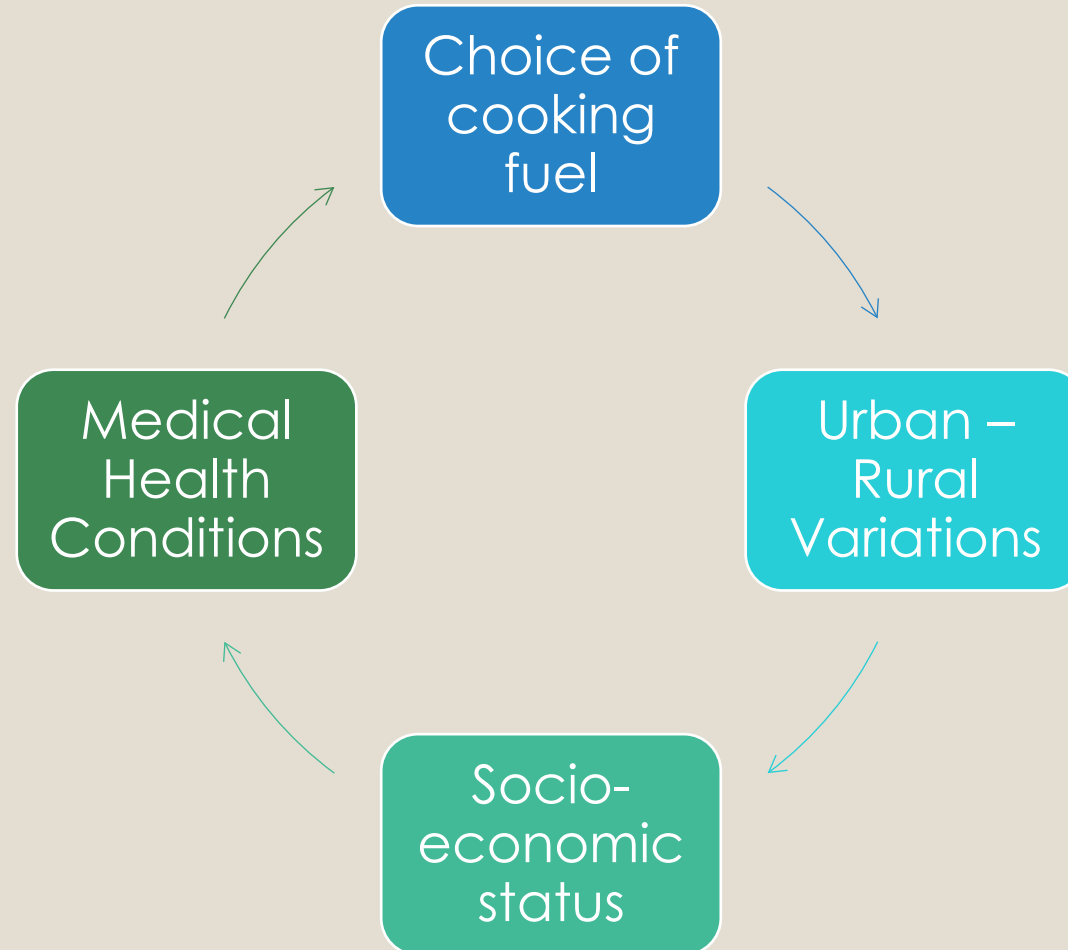 Choice of
cooking
fuel
Urban –
Rural
Variations
Socio-
economic
status
Medical
Health
Conditions